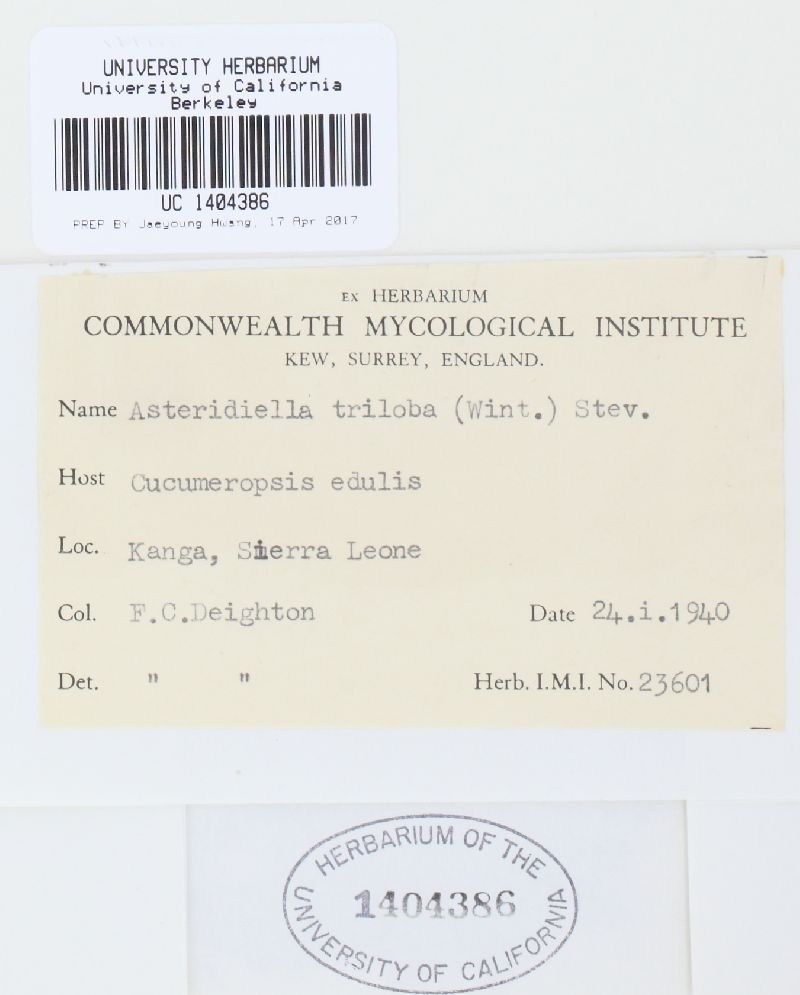 UNIVERSITY HERBARIUM
University of California
Berkeley
UC 1404386
PREP BY Jaeyoung Hwang, 17 Apr 2017
EX HERBARIUM
COMMONWEALTH MYCOLOGICAL INSTITUTE
KEW, SURREY, ENGLAND.
Name Asteridiella triloba (Wint.) Stev.
Host Cucumeropsis edulis
Loc. Kanga, Sierra Leone
Col. F.C.Deighton Date 24.i.1940
Det. " " Herb. I.M.I. No. 23601
HERBARIUM OF THE
1404386
UNIVERSITY OF CALIFORNIA